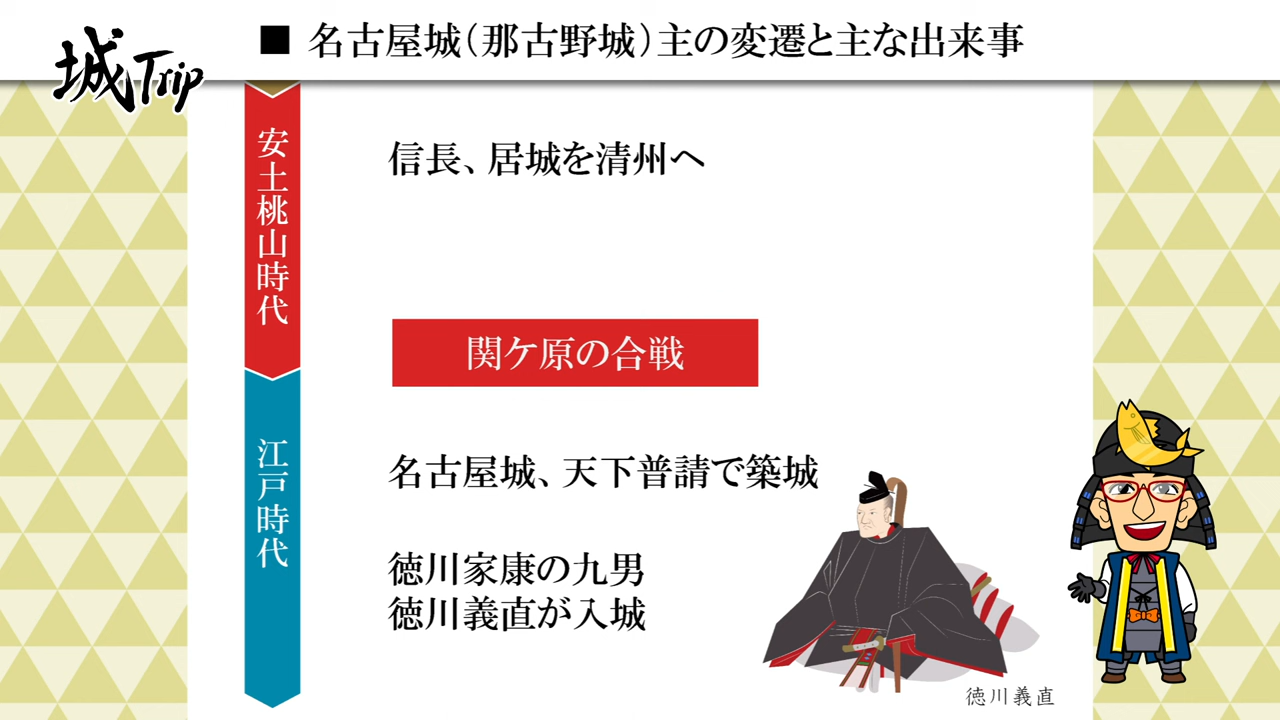 城Trip
■ 名古屋城（那古野城）主の変遷と主な出来事
安土桃山時代
信長、居城を清州へ
関ケ原の合戦
江戸時代
名古屋城、天下普請で築城
徳川家康の九男
徳川義直が入城
徳川義直